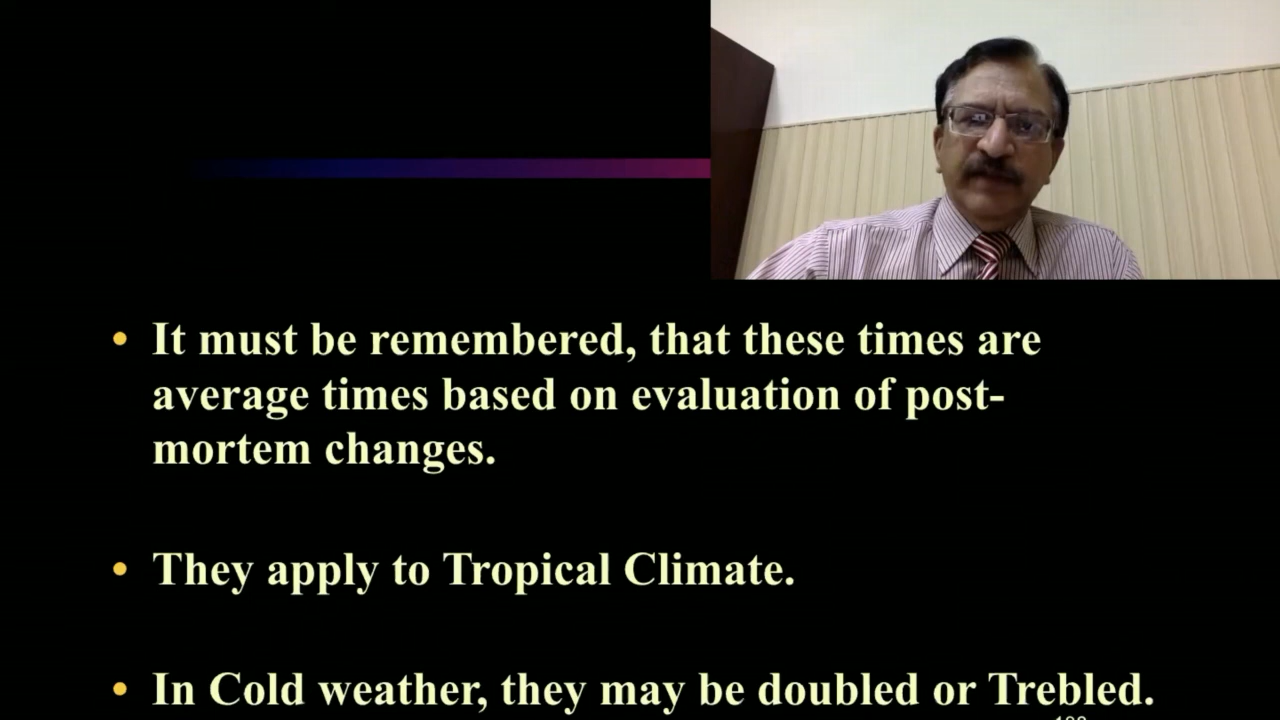 • It must be remembered, that these times are
average times based on evaluation of post-
mortem changes.
• They apply to Tropical Climate.
• In Cold weather, they may be doubled or Trebled.